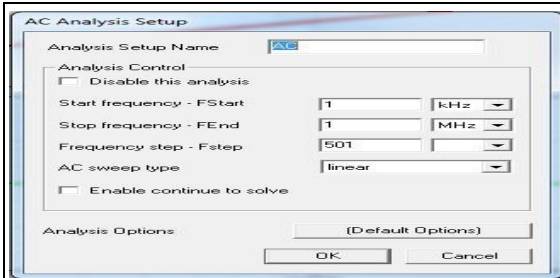 AC Analysis Setup
Analysis Setup Name AC
Analysis Control
Disable this analysis
Start frequency - FStart 1 kHz
Stop frequency - FEnd 1 MHz
Frequency step - Fstep 501
AC sweep type linear
Enable continue to solve
Analysis Options (Default Options)
OK Cancel